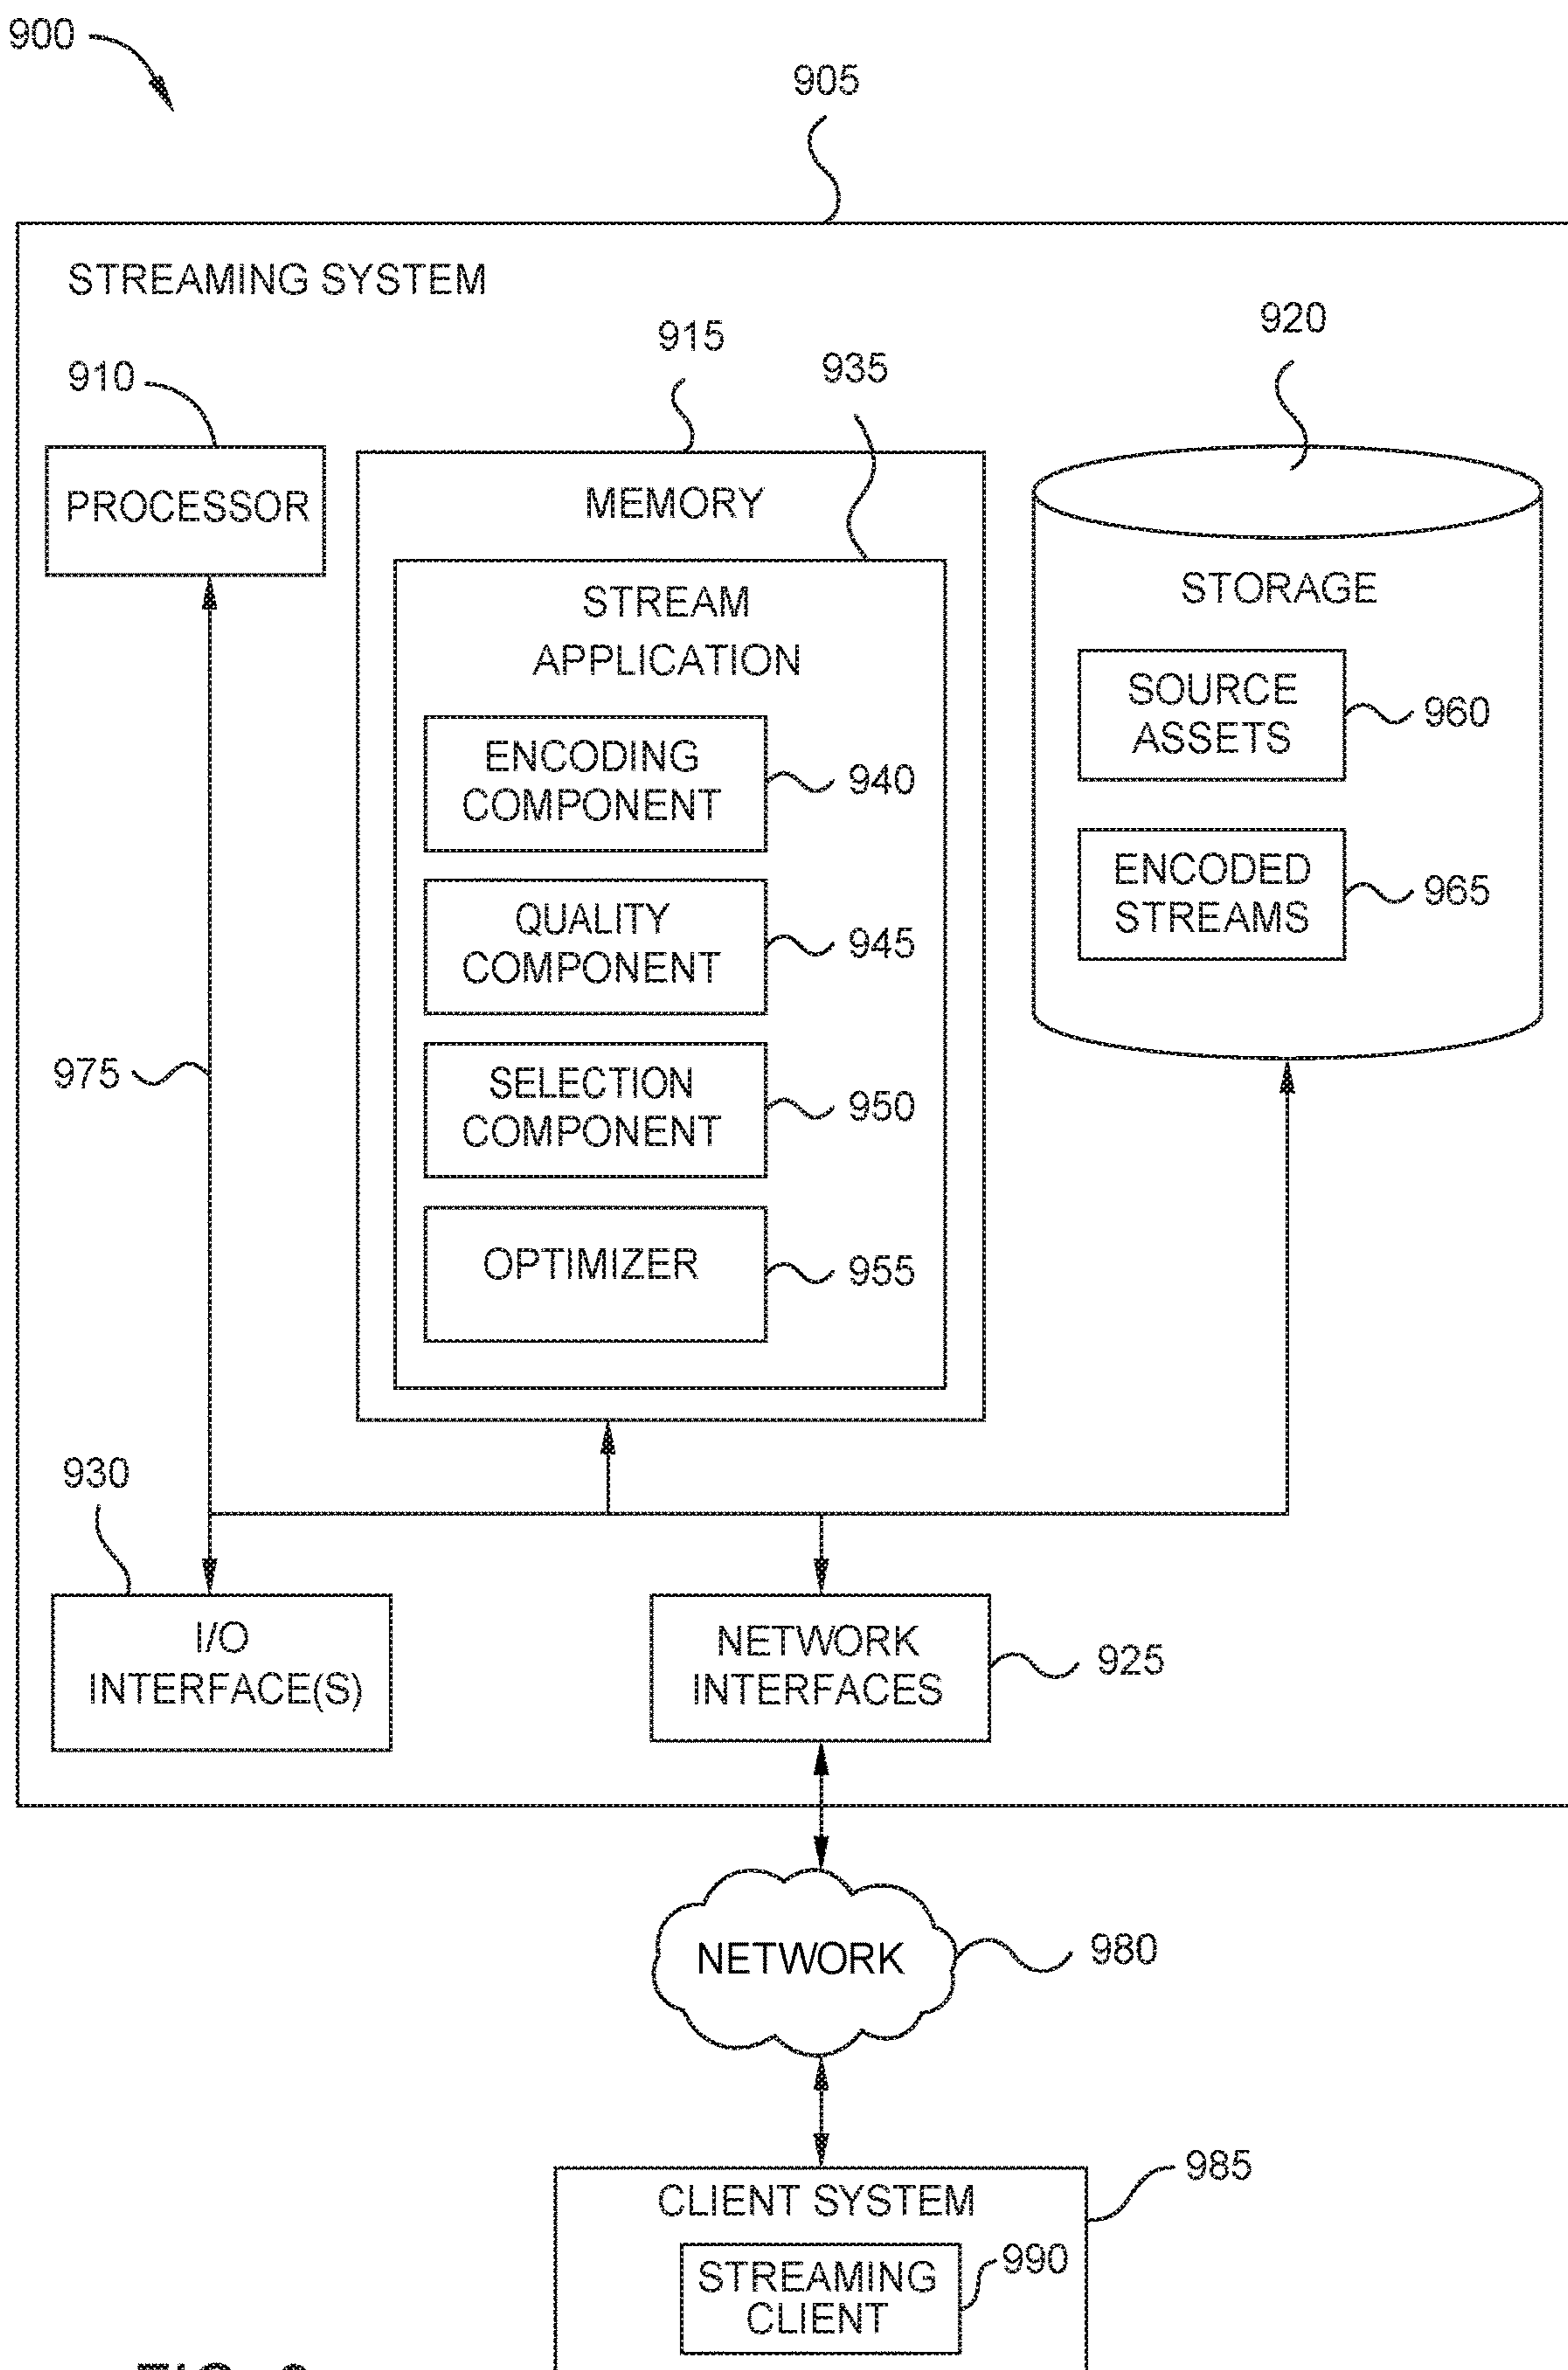 900
905
STREAMING SYSTEM
915
935
920
910
PROCESSOR
MEMORY
STREAM
APPLICATION
STORAGE
SOURCE
ASSETS
960
ENCODING
COMPONENT
940
ENCODED
STREAMS
965
QUALITY
COMPONENT
945
975
SELECTION
COMPONENT
950
OPTIMIZER
955
930
I/O
INTERFACE(S)
NETWORK
INTERFACES
925
NETWORK
980
985
CLIENT SYSTEM
990
STREAMING
CLIENT